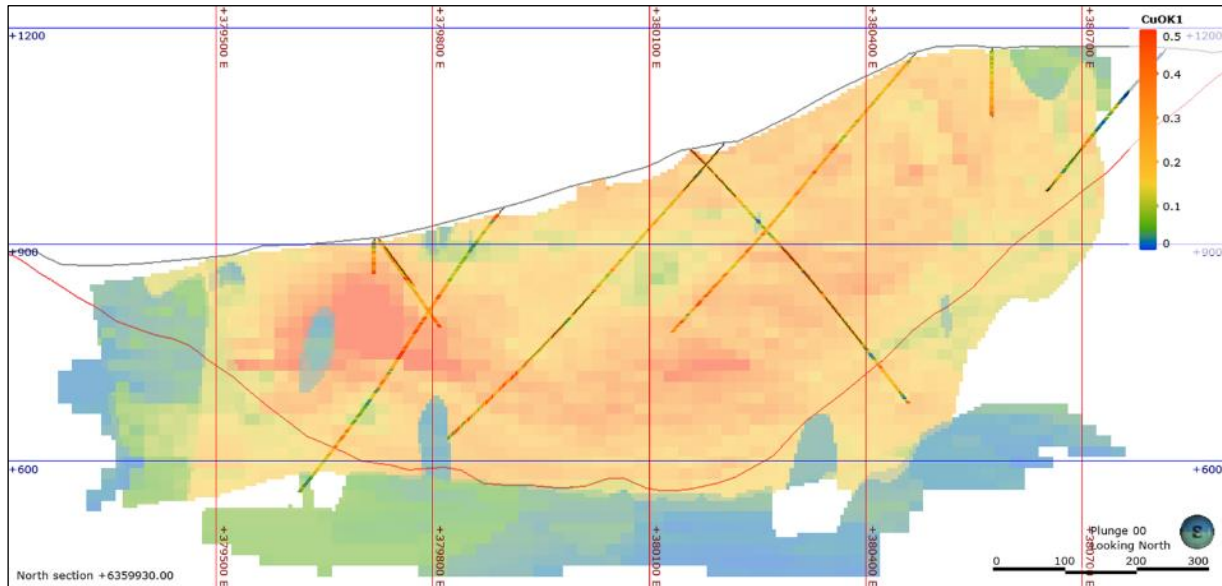 CuOK1
+1200
+1200
0.5
0.4
0.3
0.2
0.1
0
+900
+900
+600
+600
+379500 E
+379800 E
+380100 E
+380400 E
+380700 E
+379500 E
+379800 E
+380100 E
+380400 E
+380700 E
Plunge 00
Looking North
0 100 200 300
North section +6359930.00